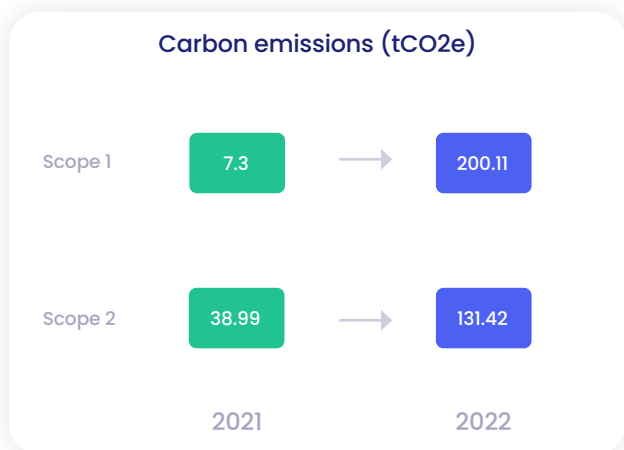 Carbon emissions (tCO2e)
Scope 1 7.3 200.11
Scope 2 38.99 131.42
2021 2022